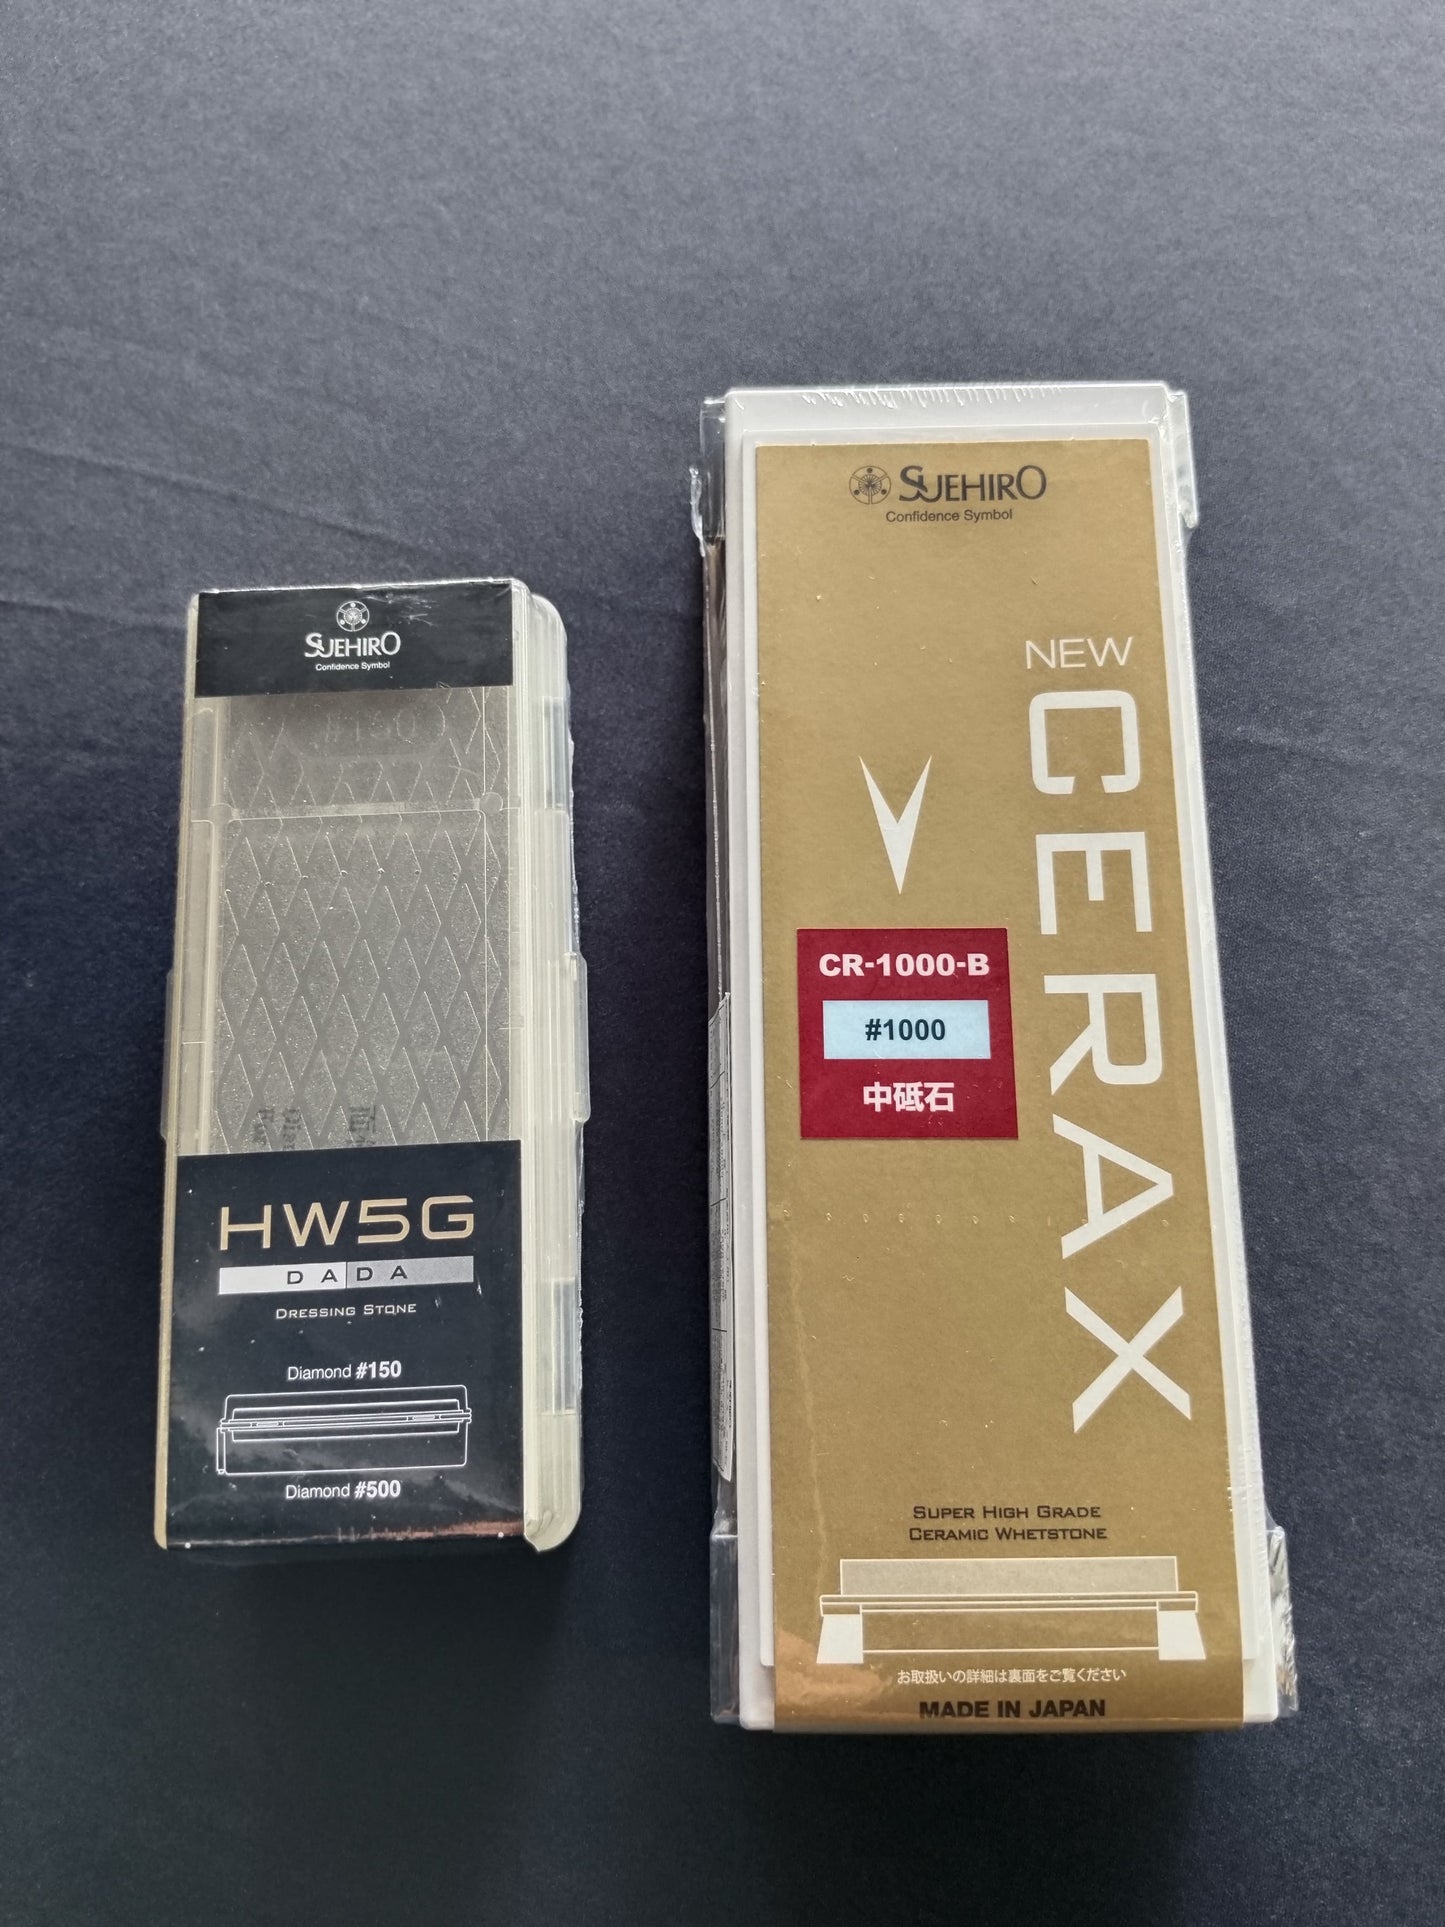 SUEHIRO
Confidence Symbol
#150
HW5G
DADA
DRESSING STONE
Diamond #150
Diamond #500
SUEHIRO
Confidence Symbol
NEW
CERAX
CR-1000-B
#1000
中砥石
SUPER HIGH GRADE
CERAMIC WHETSTONE
お取扱いの詳細は裏面をご覧ください
MADE IN JAPAN